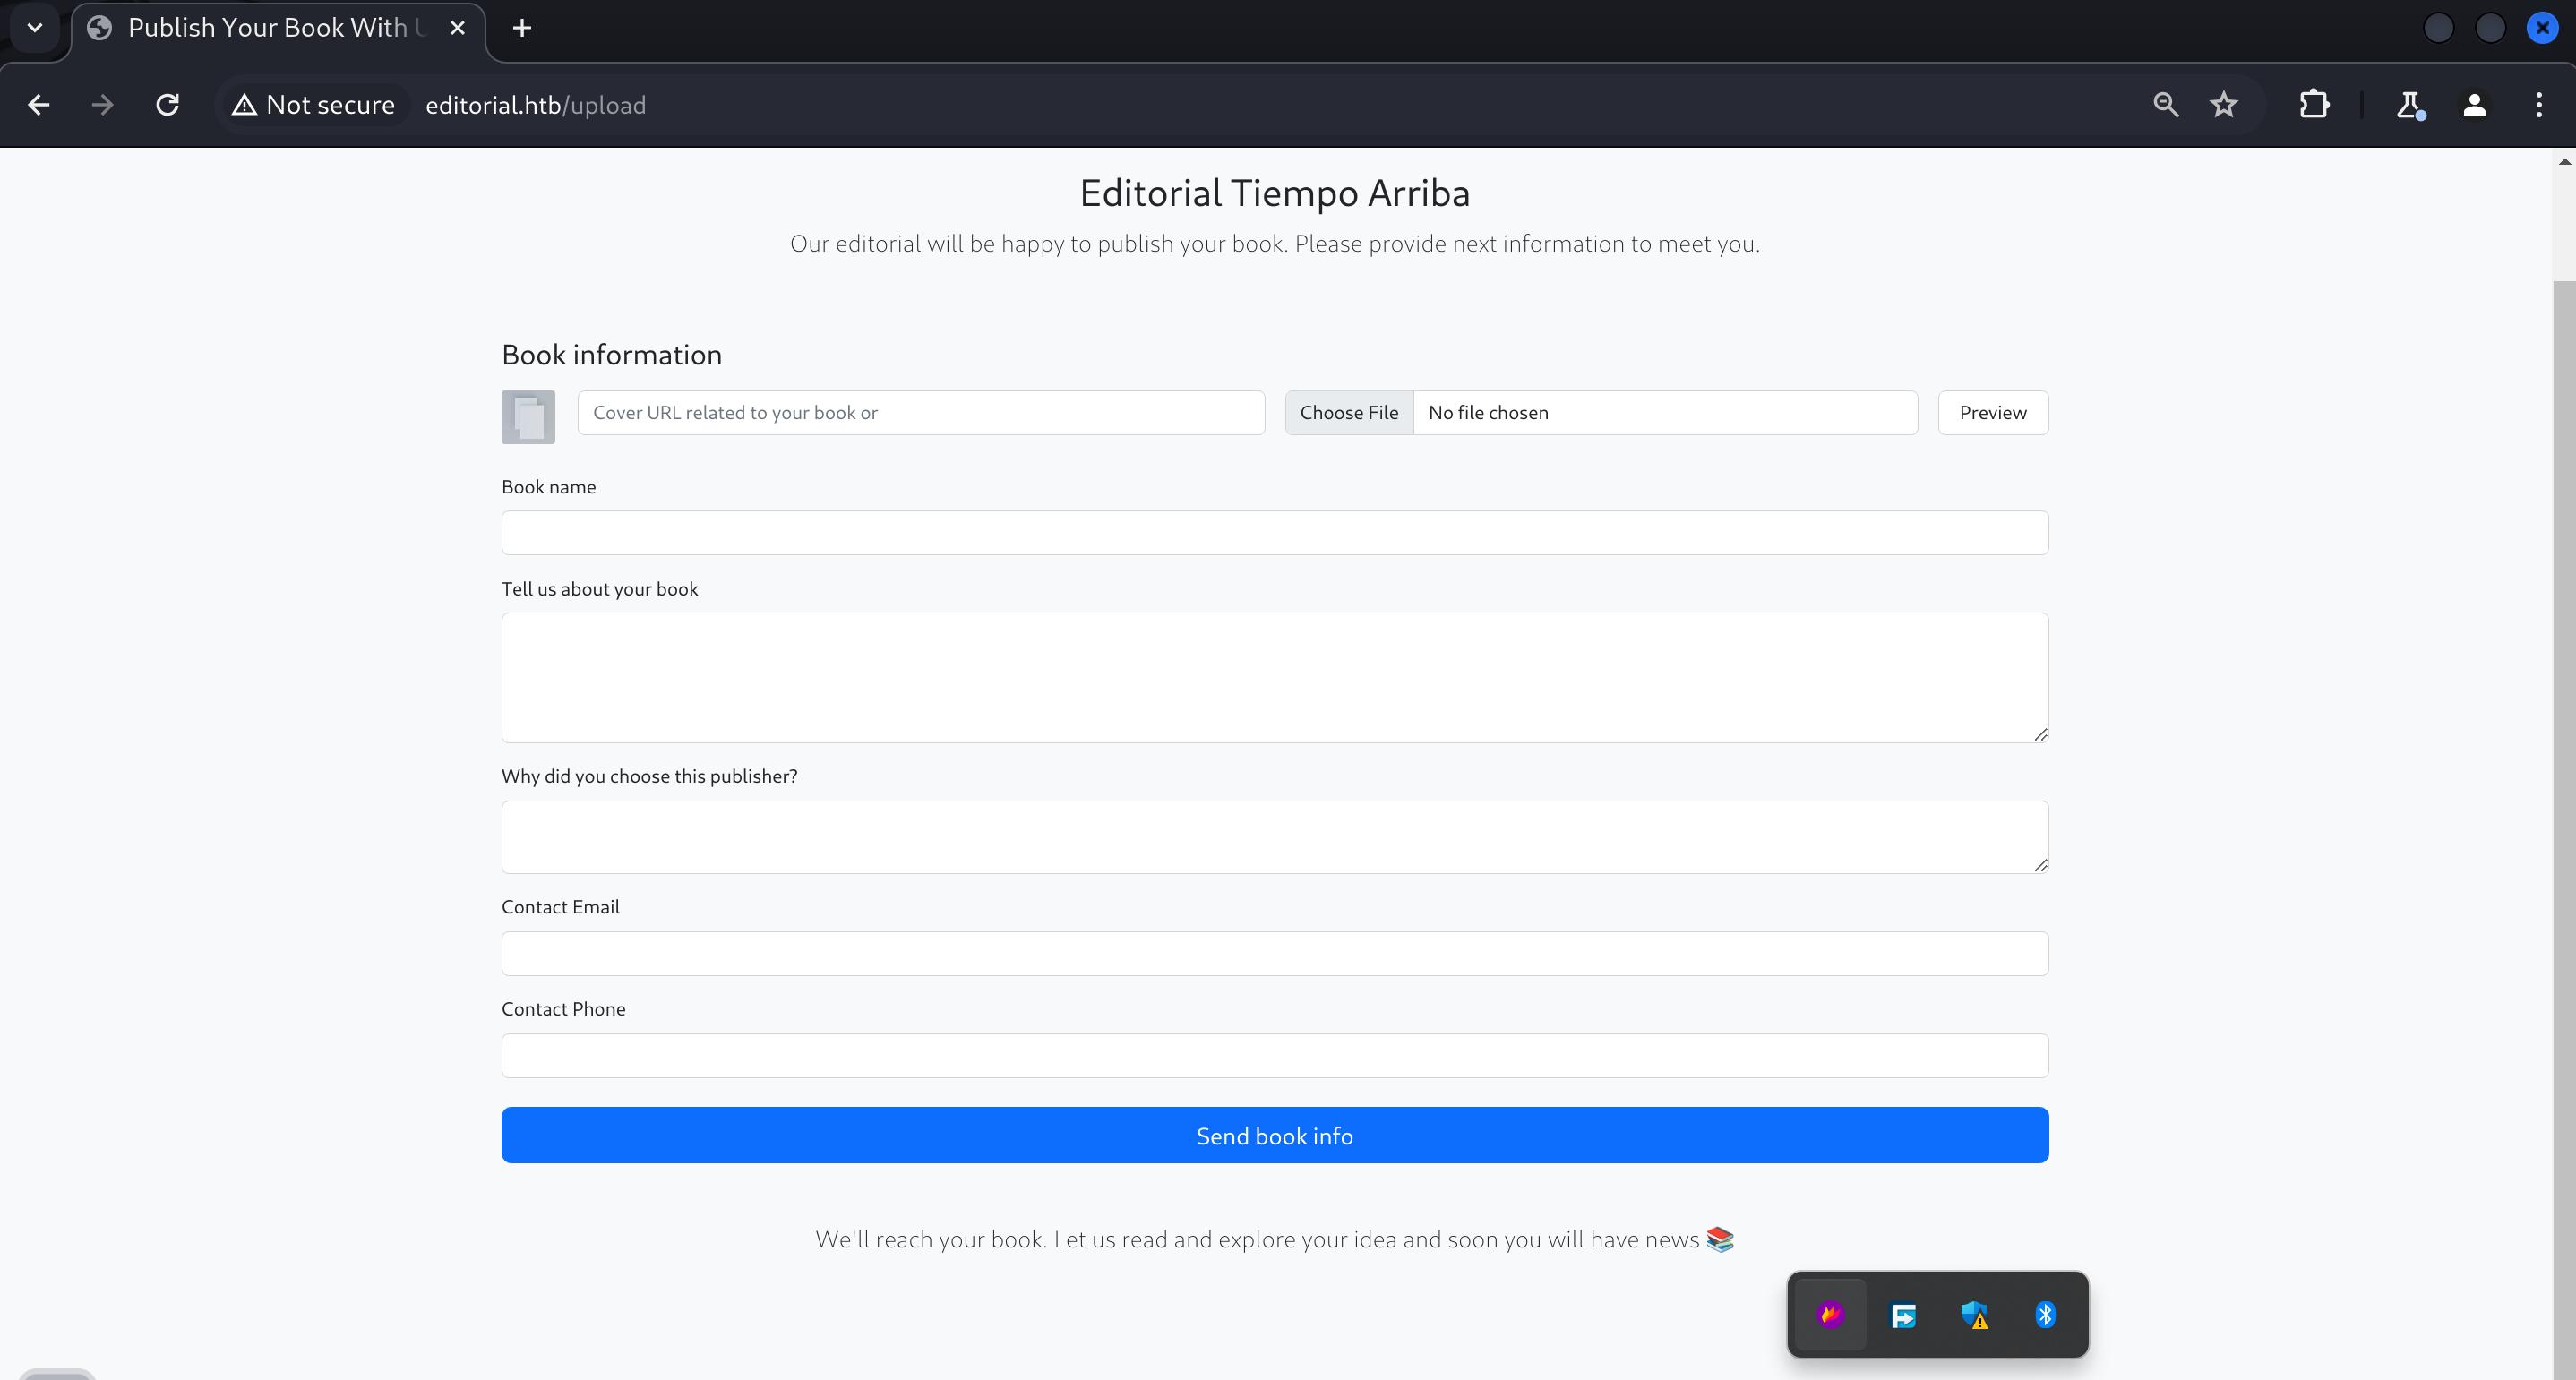 Publish Your Book With
Not secure editorial.htb/upload
Editorial Tiempo Arriba
Our editorial will be happy to publish your book. Please provide next information to meet you.
Book information
Cover URL related to your book or Choose File No file chosen Preview
Book name
Tell us about your book
Why did you choose this publisher?
Contact Email
Contact Phone
Send book info
We'll reach your book. Let us read and explore your idea and soon you will have news 📚